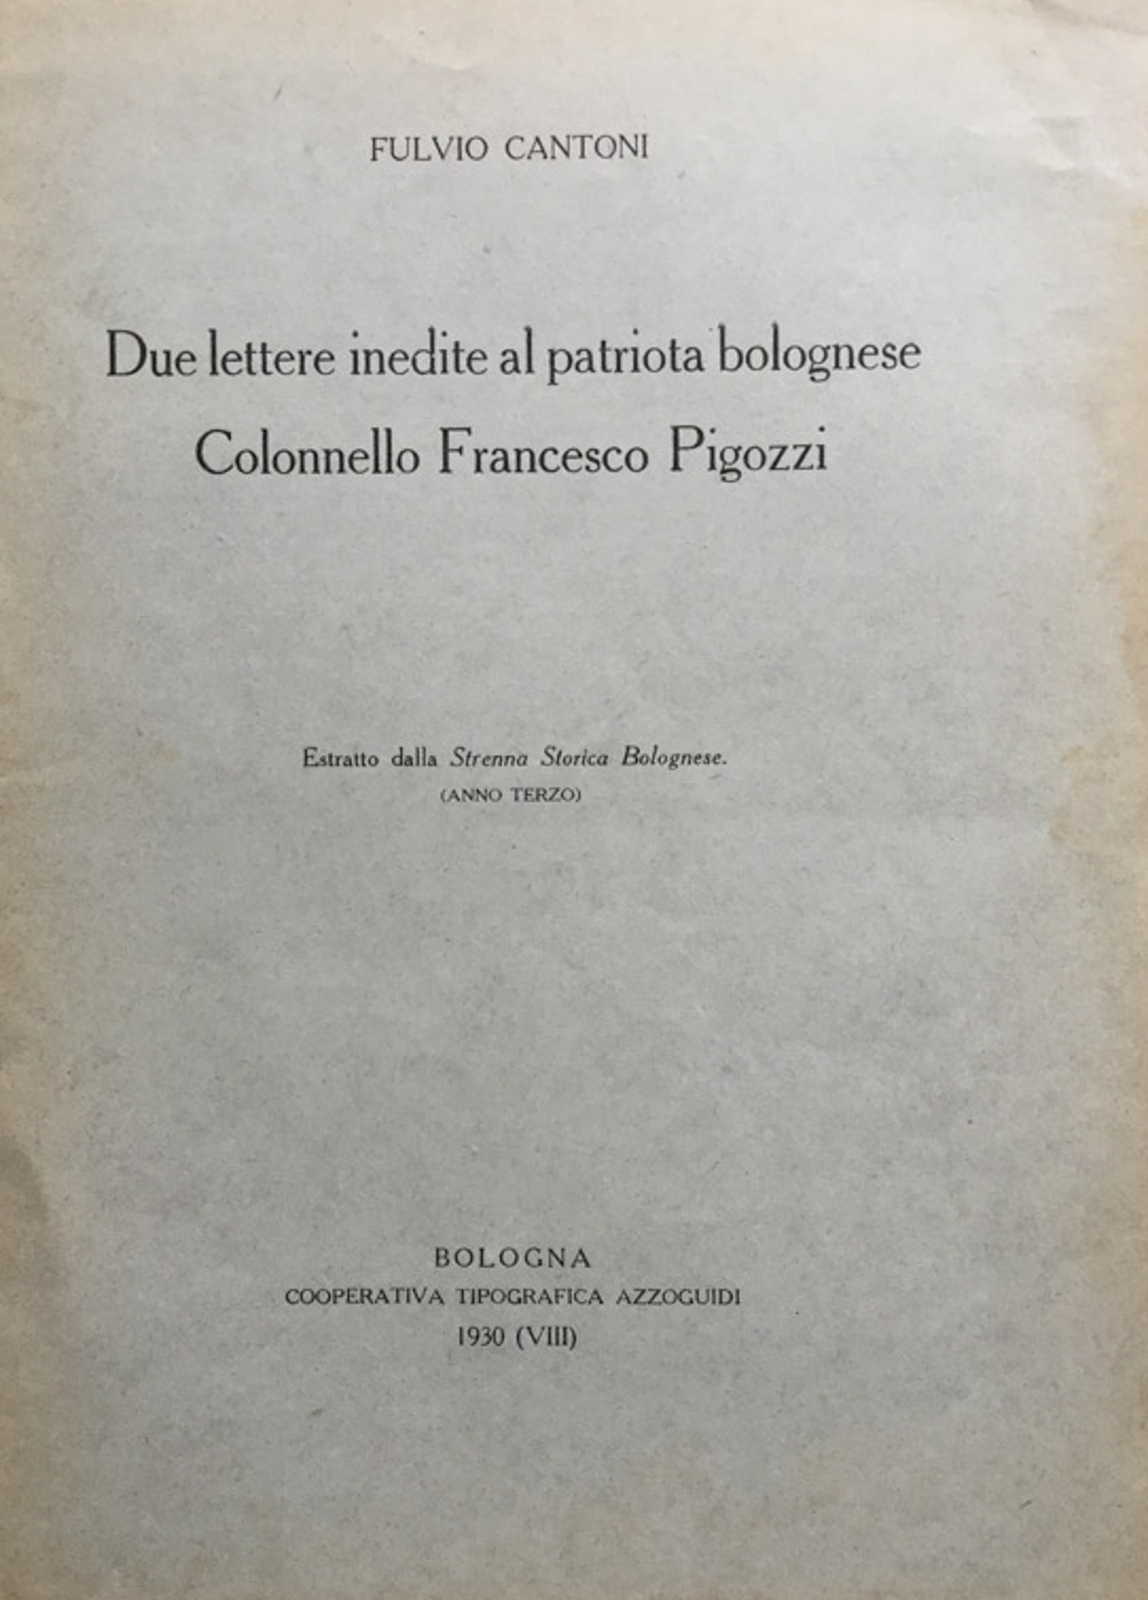 FULVIO CANTONI
Due lettere inedite al patriota bolognese
Colonnello Francesco Pigozzi
Estratto dalla Strenna Storica Bolognese.
(ANNO TERZO)
BOLOGNA
COOPERATIVA TIPOGRAFICA AZZOGUIDI
1930 (VIII)